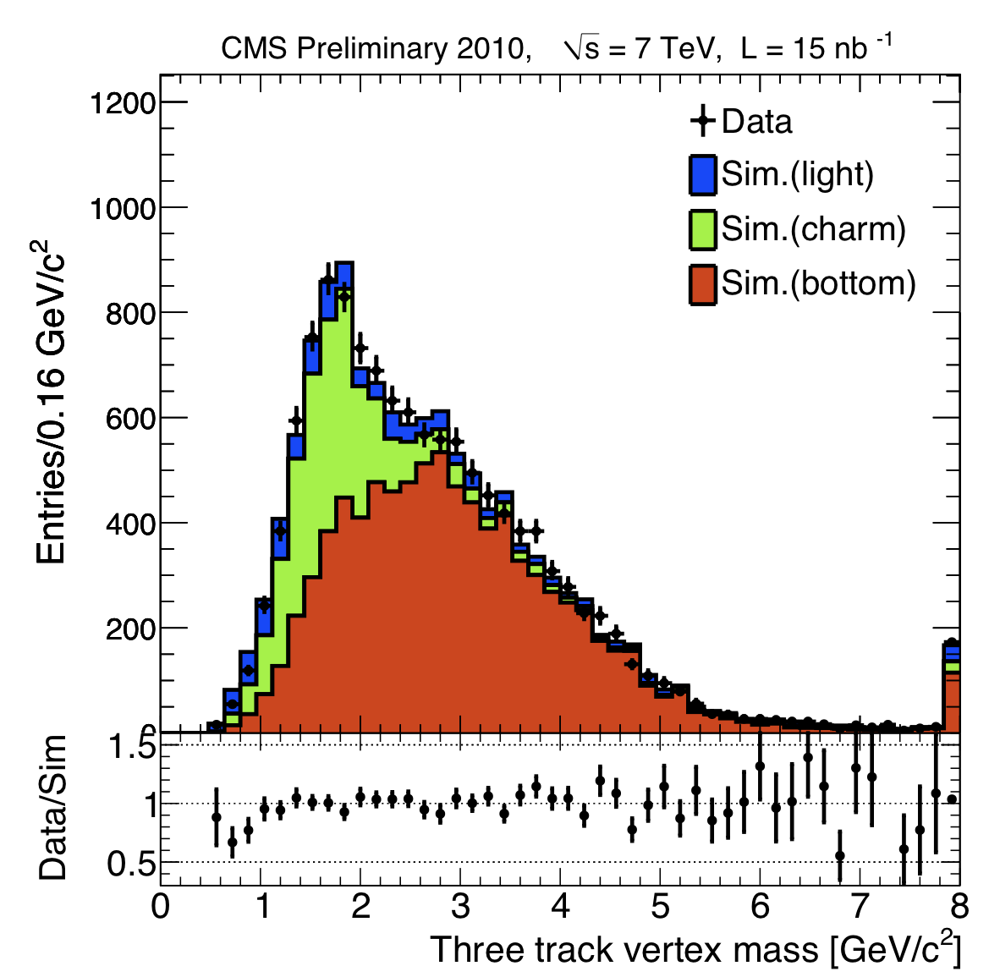 CMS Preliminary 2010, √s = 7 TeV, L = 15 nb⁻¹
Entries/0.16 GeV/c²
1200
1000
800
600
400
200
0
Data
Sim.(light)
Sim.(charm)
Sim.(bottom)
Data/Sim
1.5
1
0.5
0 1 2 3 4 5 6 7 8
Three track vertex mass [GeV/c²]